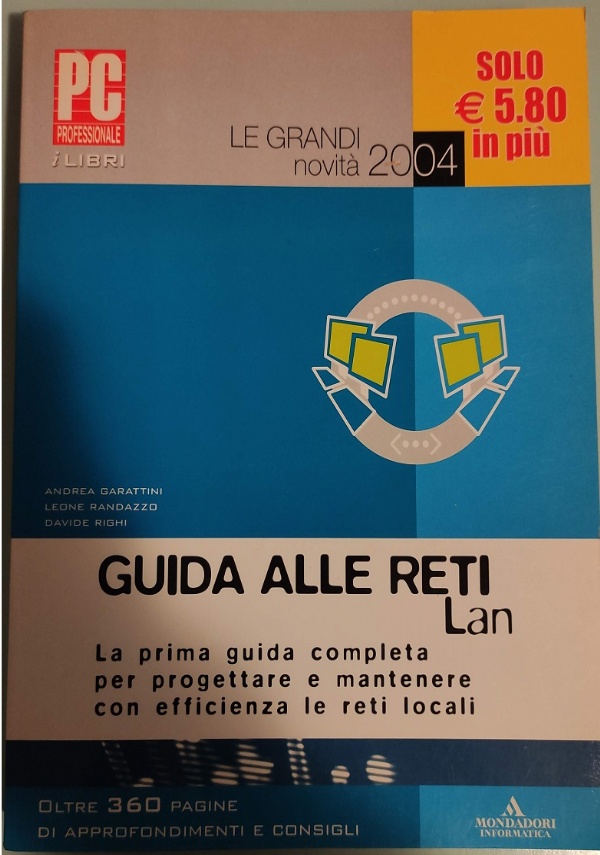 PC
PROFESSIONALE
i LIBRI
LE GRANDI
novità 2004
SOLO
€ 5.80
in più
ANDREA GARATTINI
LEONE RANDAZZO
DAVIDE RIGHI
GUIDA ALLE RETI
Lan
La prima guida completa
per progettare e mantenere
con efficienza le reti locali
OLTRE 360 PAGINE
DI APPROFONDIMENTI E CONSIGLI
MONDADORI
INFORMATICA